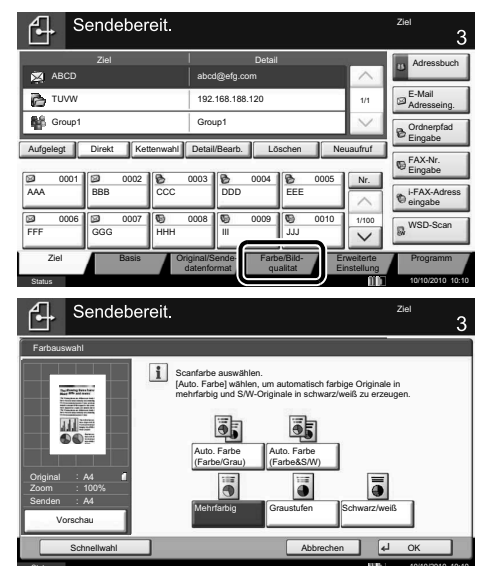 Sendebereit.
Ziel
3
Ziel
Detail
ABCD
abcd@efg.com
TUVW
192.168.188.120
1/1
Group1
Group1
Aufgelegt
Direkt
Kettenwahl
Detail/Bearb.
Löschen
Neuaufruf
0001
AAA
0002
BBB
0003
CCC
0004
DDD
0005
EEE
Nr.
0006
FFF
0007
GGG
0008
HHH
0009
III
0010
JJJ
1/100
Adressbuch
E-Mail
Adresseing.
Ordnerpfad
Eingabe
FAX-Nr.
Eingabe
i-FAX-Adress
eingabe
WSD-Scan
Ziel
Basis
Original/Sende-
datenformat
Farbe/Bild-
qualitat
Erweiterte
Einstellung
Programm
Status
10/10/2010 10:10
Sendebereit.
Ziel
3
Farbauswahl
Scanfarbe auswählen.
[Auto. Farbe] wählen, um automatisch farbige Originale in
mehrfarbig und S/W-Originale in schwarz/weiß zu erzeugen.
Auto. Farbe
(Farbe/Grau)
Auto. Farbe
(Farbe&S/W)
Mehrfarbig
Graustufen
Schwarz/weiß
Original : A4
Zoom : 100%
Senden : A4
Vorschau
Schnellwahl
Abbrechen
OK
10/10/2010 10:10